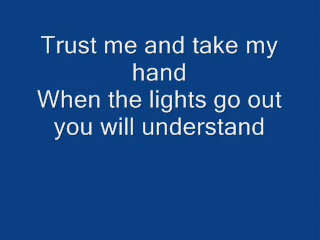 Trust me and take my
hand
When the lights go out
you will understand